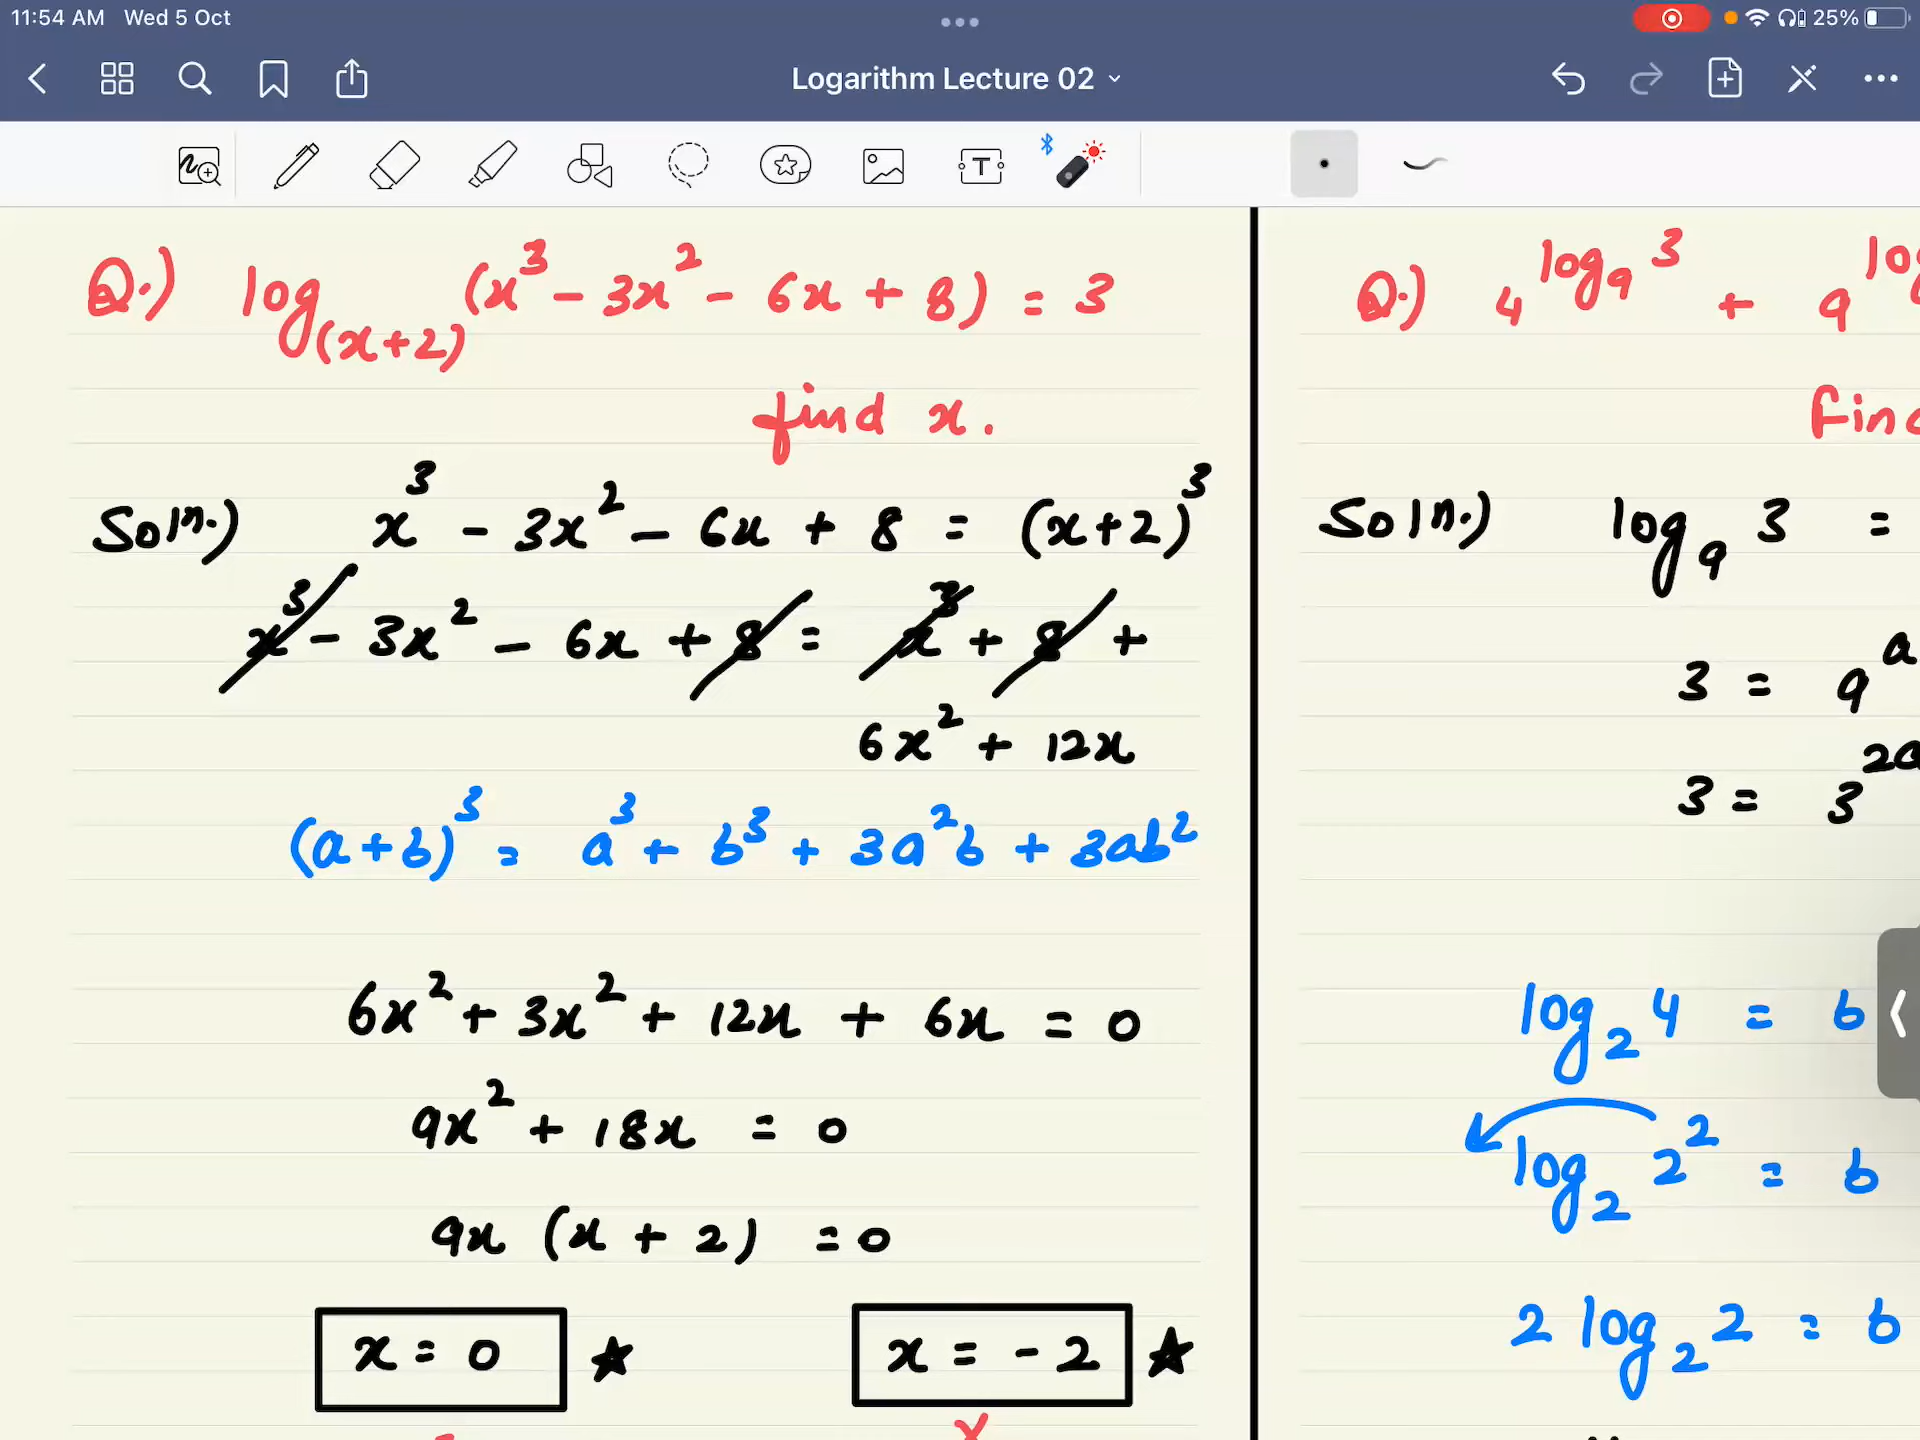 11:54 AM Wed 5 Oct
25%
Logarithm Lecture 02
Q.) log(x+2) (x³ - 3x² - 6x + 8) = 3
find x.
Solⁿ.) x³ - 3x² - 6x + 8 = (x+2)³
x³ - 3x² - 6x + 8 = x³ + 8 +
6x² + 12x
(a+b)³ = a³ + b³ + 3a²b + 3ab²
6x² + 3x² + 12x + 6x = 0
9x² + 18x = 0
9x (x + 2) = 0
x = 0 ★ x = -2 ★
Q.) 4^log₉ 3 + 9
Solⁿ.) log₉ 3 =
3 = 9^a
3 = 3
log₂ 4 = b
log₂ 2² = b
2 log₂ 2 = b